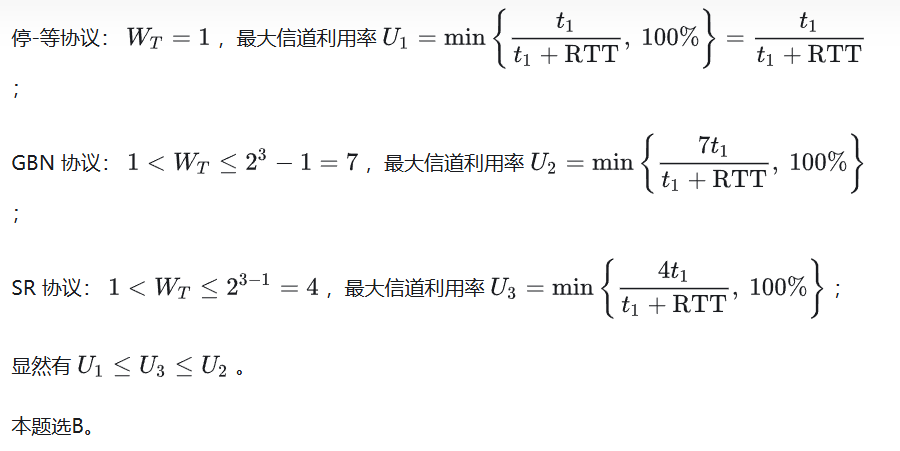 停-等协议： $W_T = 1$ ，最大信道利用率 $U_1 = \min\left\{\frac{t_1}{t_1 + \mathrm{RTT}},\ 100\%\right\} = \frac{t_1}{t_1 + \mathrm{RTT}}$
；
GBN 协议： $1 < W_T \le 2^3 - 1 = 7$ ，最大信道利用率 $U_2 = \min\left\{\frac{7t_1}{t_1 + \mathrm{RTT}},\ 100\%\right\}$
；
SR 协议： $1 < W_T \le 2^{3-1} = 4$ ，最大信道利用率 $U_3 = \min\left\{\frac{4t_1}{t_1 + \mathrm{RTT}},\ 100\%\right\}$ ；
显然有 $U_1 \le U_3 \le U_2$ 。
本题选B。